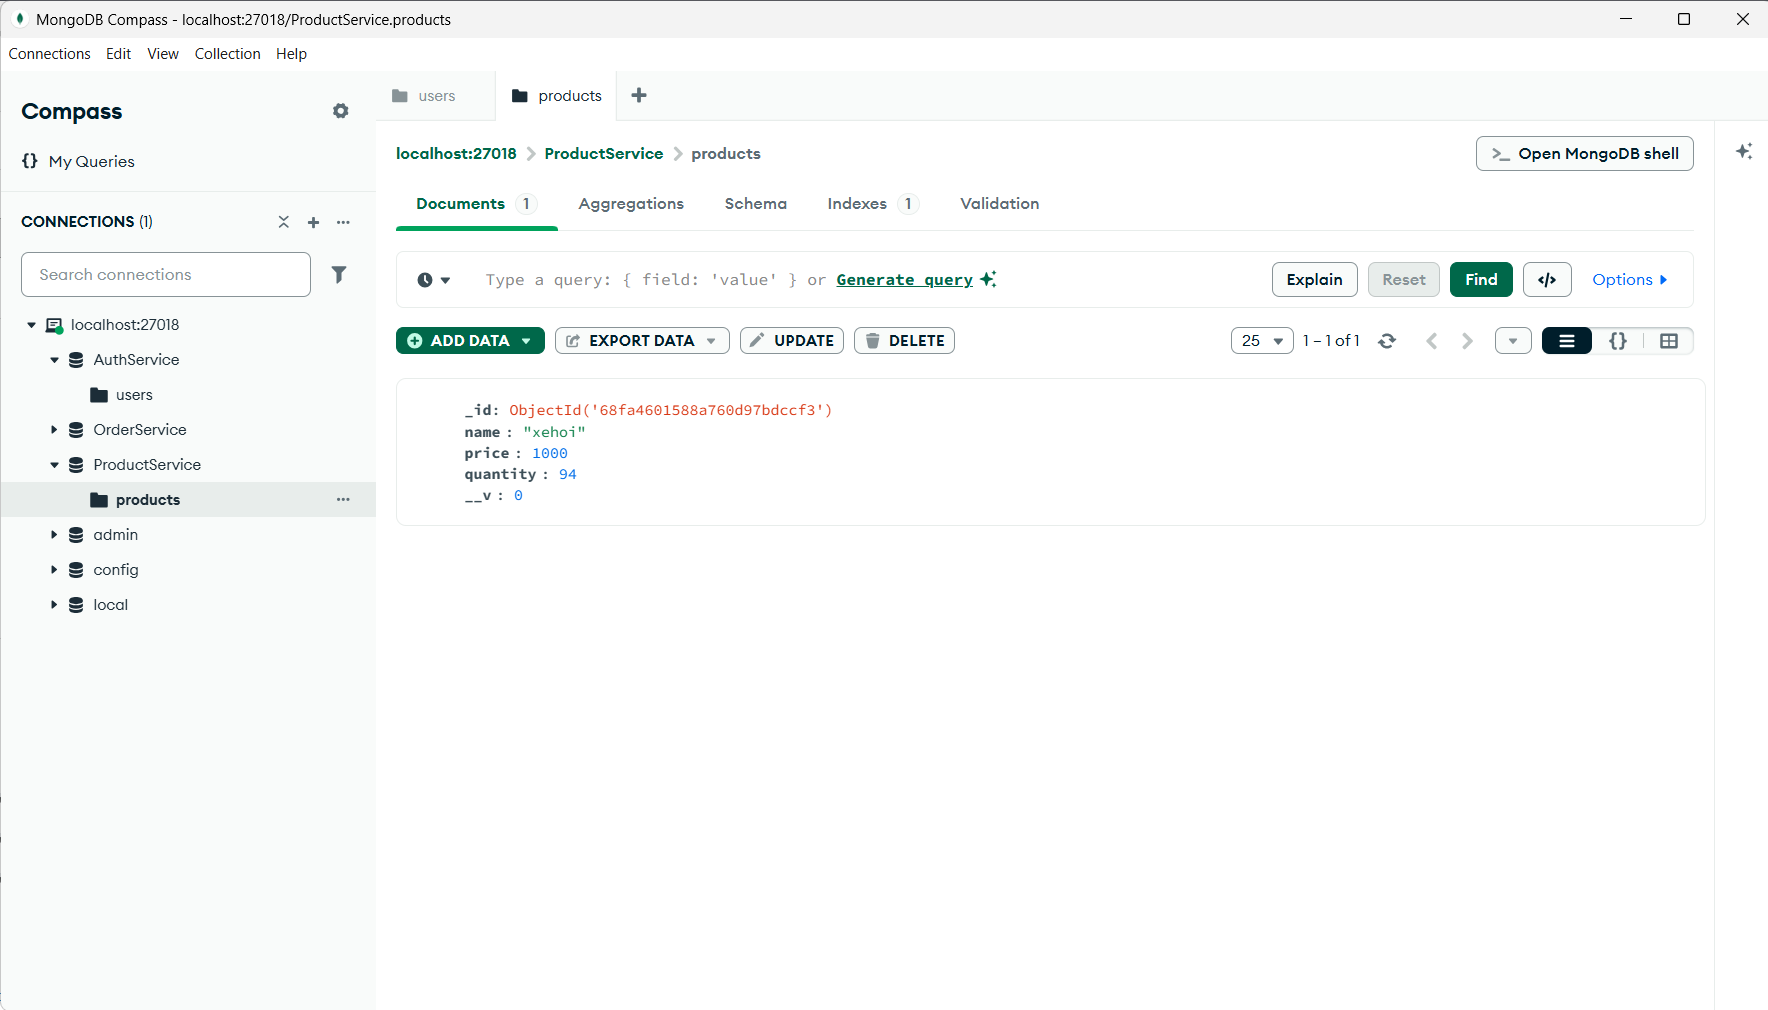 MongoDB Compass - localhost:27018/ProductService.products
Connections Edit View Collection Help
Compass
{} My Queries
CONNECTIONS (1)
Search connections
localhost:27018
AuthService
users
OrderService
ProductService
products
admin
config
local
users
products
localhost:27018 > ProductService > products
>_ Open MongoDB shell
Documents 1 Aggregations Schema Indexes 1 Validation
Type a query: { field: 'value' } or Generate query
Explain Reset Find </> Options
ADD DATA EXPORT DATA UPDATE DELETE
25 1 – 1 of 1 {}
_id: ObjectId('68fa4601588a760d97bdccf3')
name : "xehoi"
price : 1000
quantity : 94
__v : 0